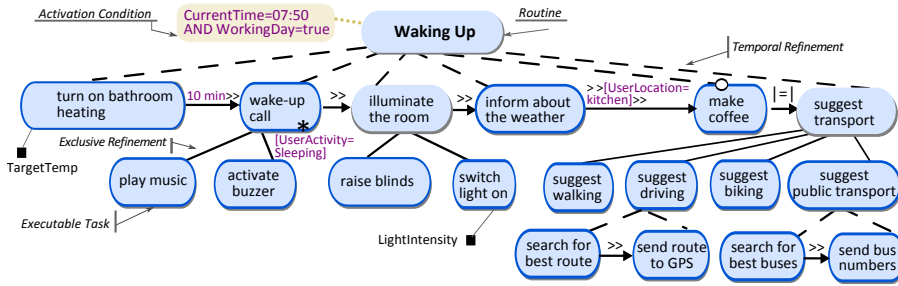 Activation Condition
CurrentTime=07:50
AND WorkingDay=true
Routine
Waking Up
Temporal Refinement
turn on bathroom
heating
10 min>>
wake-up
call
*
[UserActivity=
Sleeping]
>>
illuminate
the room
>>
inform about
the weather
>>[UserLocation=
kitchen]>>
make
coffee
|=|
suggest
transport
TargetTemp
Exclusive Refinement
play music
activate
buzzer
raise blinds
switch
light on
suggest
walking
suggest
driving
suggest
biking
suggest
public transport
Executable Task
LightIntensity
search for
best route
>>
send route
to GPS
search for
best buses
>>
send bus
numbers